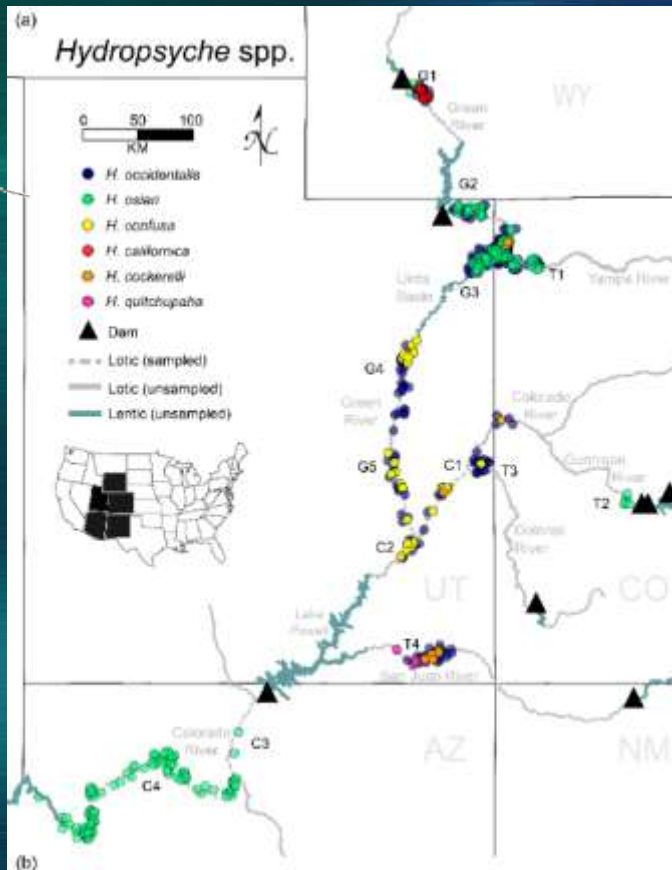 (a)
Hydropsyche spp.
0 50 100
KM
N
H. occidentalis
H. oslari
H. confusa
H. californica
H. cockerelli
H. quitchupaha
Dam
Lotic (sampled)
Lotic (unsampled)
Lentic (unsampled)
G1
WY
Green
River
G2
Uinta
Basin
G3
T1
Yampa River
G4
Green
River
Colorado
River
G5
C1
T3
Gunnison
River
T2
Dolores
River
C2
UT
CO
Lake
Powell
T4
San Juan River
Colorado
River
C3
AZ
NM
C4
(b)